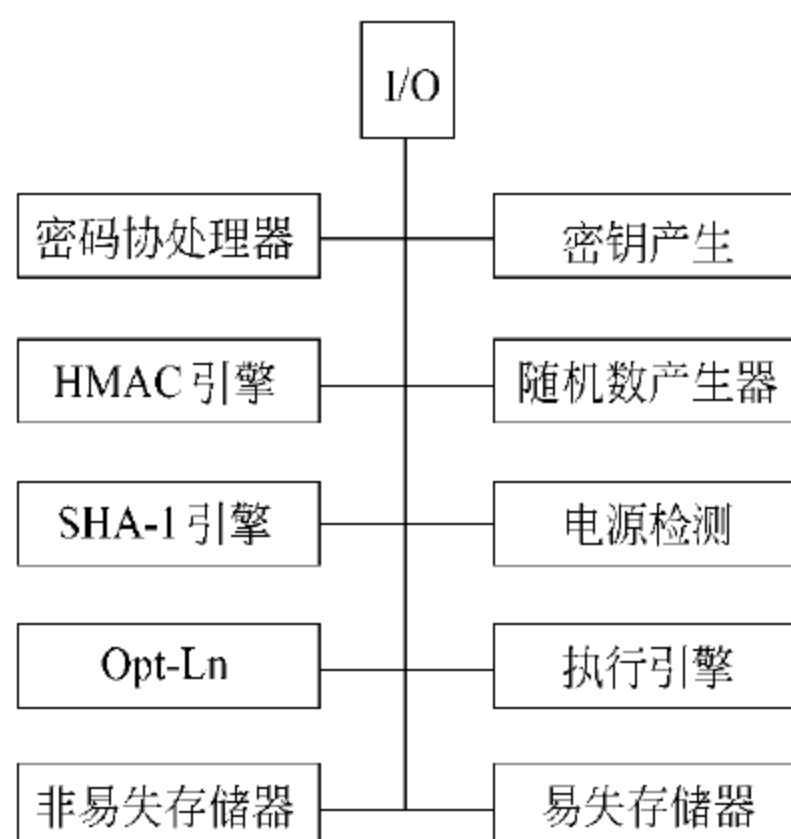 I/O
密码协处理器
密钥产生
HMAC引擎
随机数产生器
SHA-1引擎
电源检测
Opt-Ln
执行引擎
非易失存储器
易失存储器